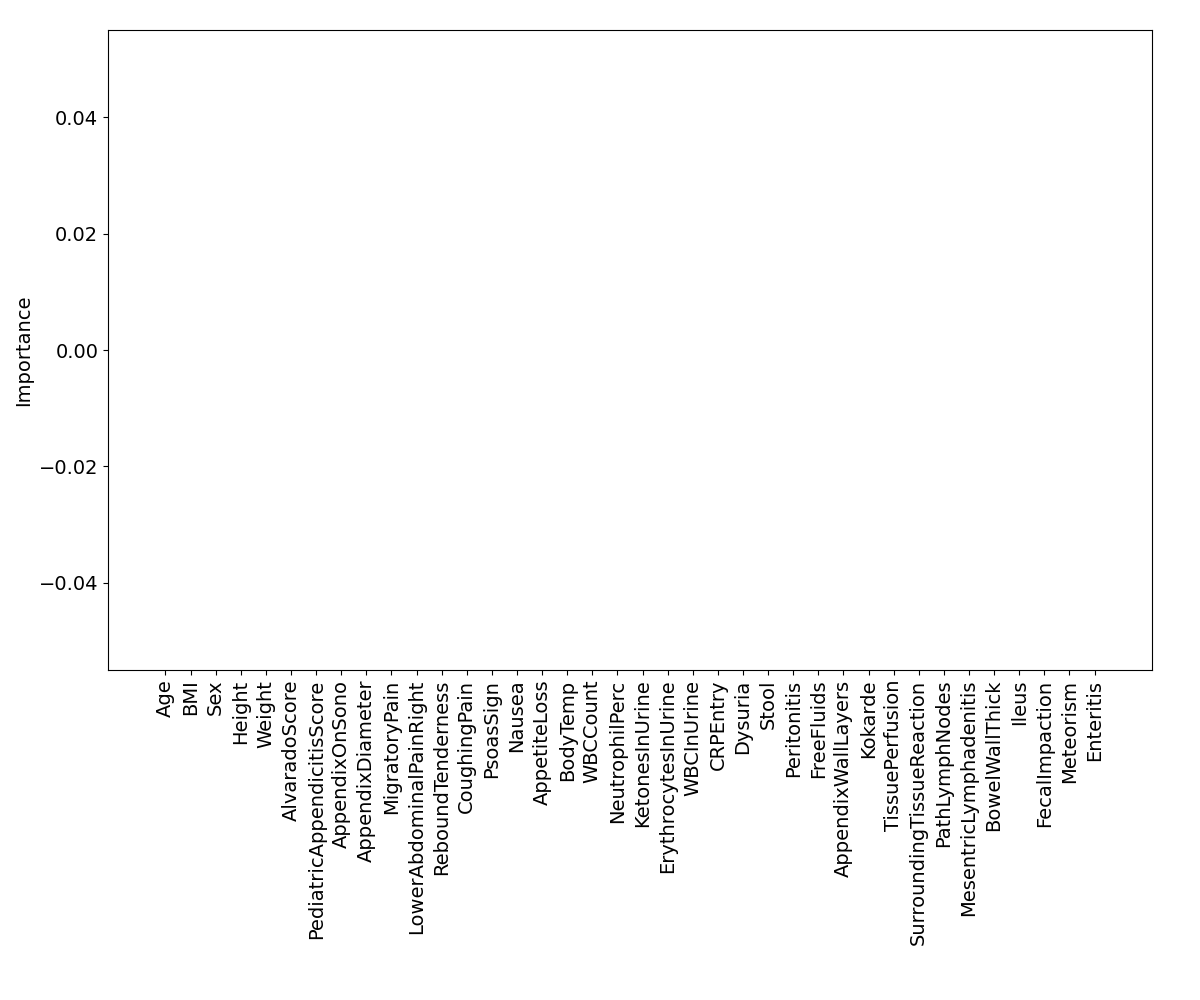 Importance
0.04
0.02
0.00
−0.02
−0.04
Age
BMI
Sex
Height
Weight
AlvaradoScore
PediatricAppendicitisScore
AppendixOnSono
AppendixDiameter
MigratoryPain
LowerAbdominalPainRight
ReboundTenderness
CoughingPain
PsoasSign
Nausea
AppetiteLoss
BodyTemp
WBCCount
NeutrophilPerc
KetonesInUrine
ErythrocytesInUrine
WBCInUrine
CRPEntry
Dysuria
Stool
Peritonitis
FreeFluids
AppendixWallLayers
Kokarde
TissuePerfusion
SurroundingTissueReaction
PathLymphNodes
MesentricLymphadenitis
BowelWallThick
Ileus
FecalImpaction
Meteorism
Enteritis